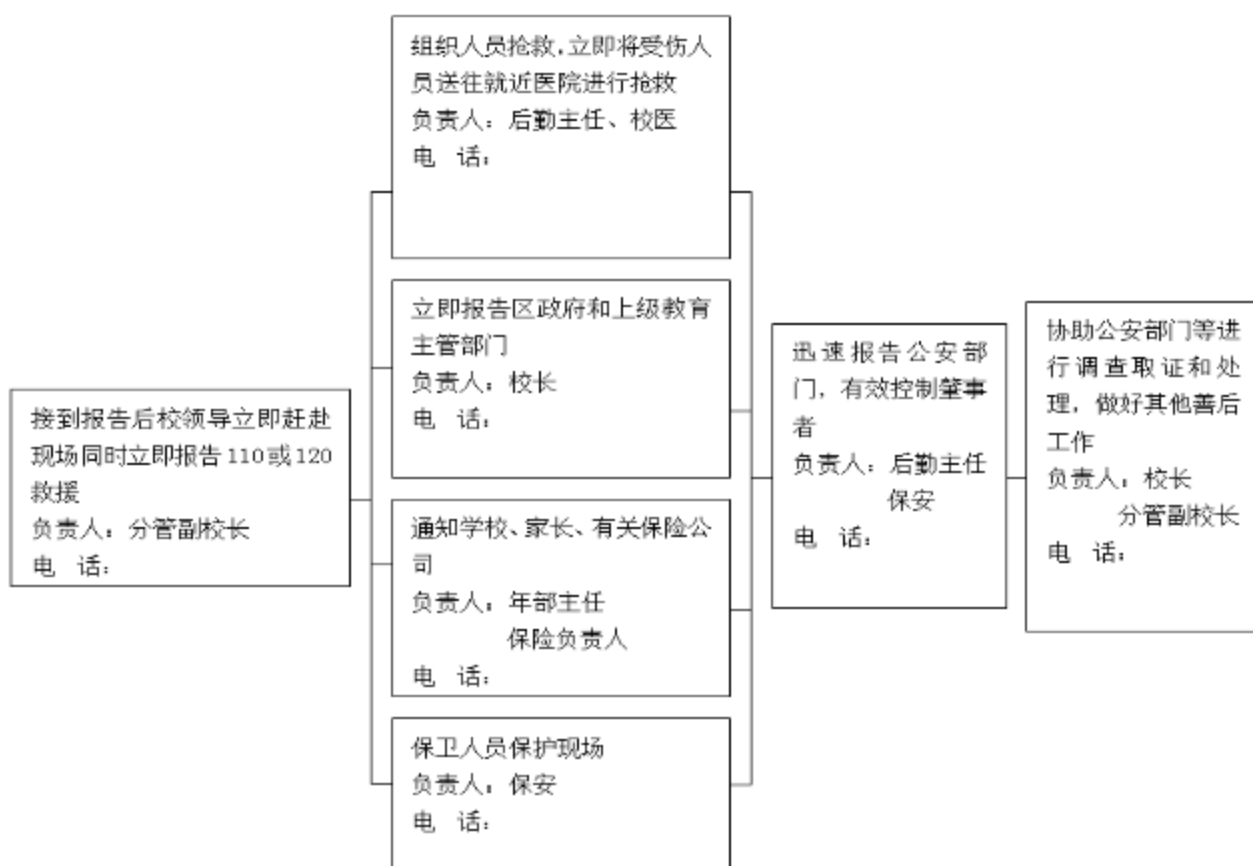 组织人员抢救,立即将受伤人
员送往就近医院进行抢救
负责人：后勤主任、校医
电　话：
立即报告区政府和上级教育
主管部门
负责人：校长
电　话：
接到报告后校领导立即赶赴
现场同时立即报告110或120
救援
负责人：分管副校长
电　话：
通知学校、家长、有关保险公
司
负责人：年部主任
保险负责人
电　话：
保卫人员保护现场
负责人：保安
电　话：
迅速报告公安部
门，有效控制肇事
者
负责人：后勤主任
保安
电　话：
协助公安部门等进
行调查取证和处
理，做好其他善后
工作
负责人：校长
分管副校长
电　话：